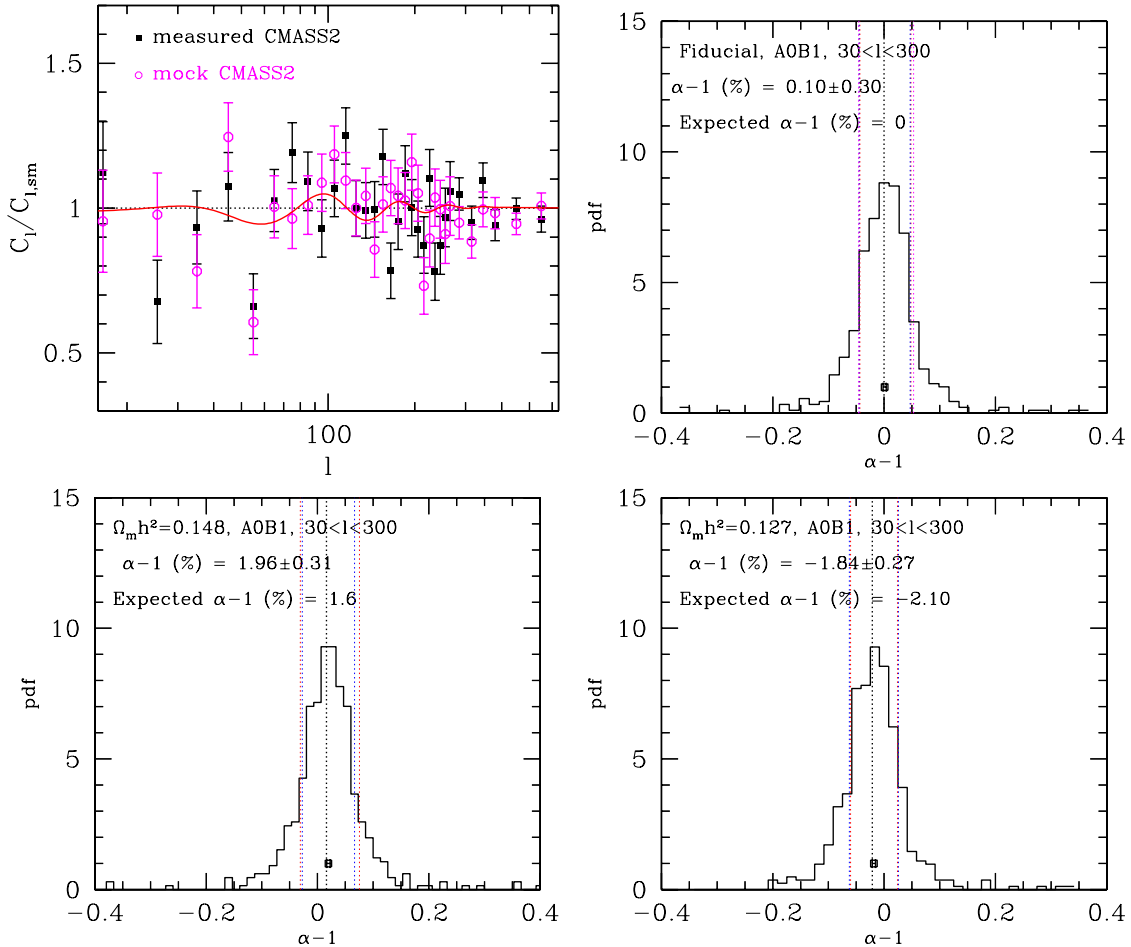 measured CMASS2
mock CMASS2
1.5
1
0.5
C_l/C_l,sm
100
l
Fiducial, A0B1, 30<l<300
α−1 (%) = 0.10±0.30
Expected α−1 (%) = 0
15
10
5
0
pdf
−0.4 −0.2 0 0.2 0.4
α−1
Ω_m h²=0.148, A0B1, 30<l<300
α−1 (%) = 1.96±0.31
Expected α−1 (%) = 1.6
15
10
5
0
pdf
−0.4 −0.2 0 0.2 0.4
α−1
Ω_m h²=0.127, A0B1, 30<l<300
α−1 (%) = −1.84±0.27
Expected α−1 (%) = −2.10
15
10
5
0
pdf
−0.4 −0.2 0 0.2 0.4
α−1